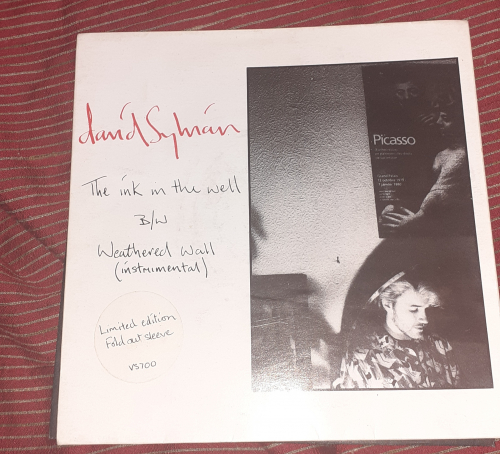 david Sylvian
The ink in the well
B/W
Weathered Wall
(instrumental)
Limited edition
Fold out sleeve
VS700
Picasso